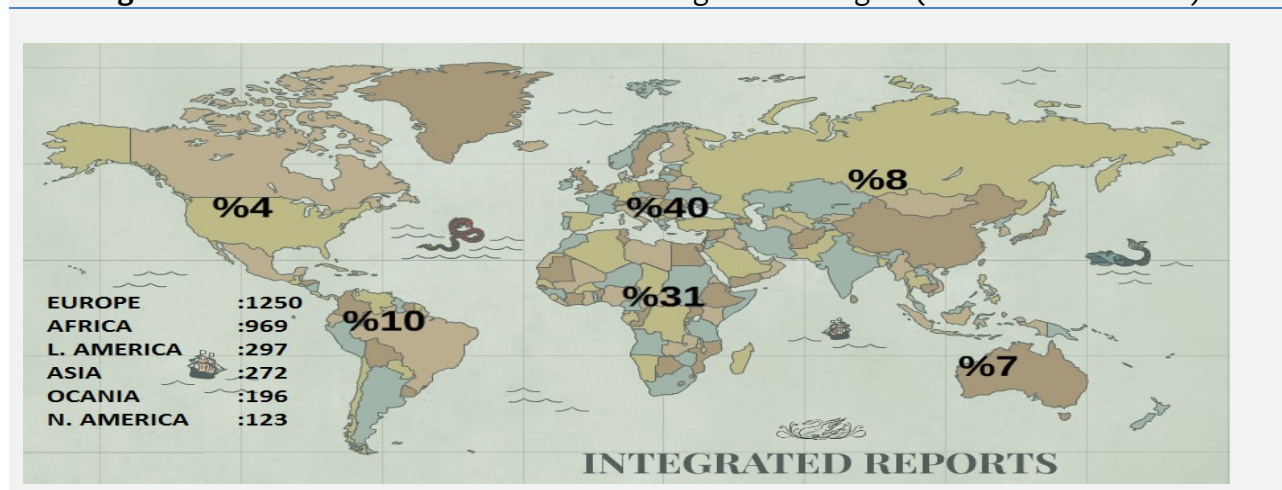 %4
%40
%8
%31
%10
%7
EUROPE :1250
AFRICA :969
L. AMERICA :297
ASIA :272
OCANIA :196
N. AMERICA :123
INTEGRATED REPORTS